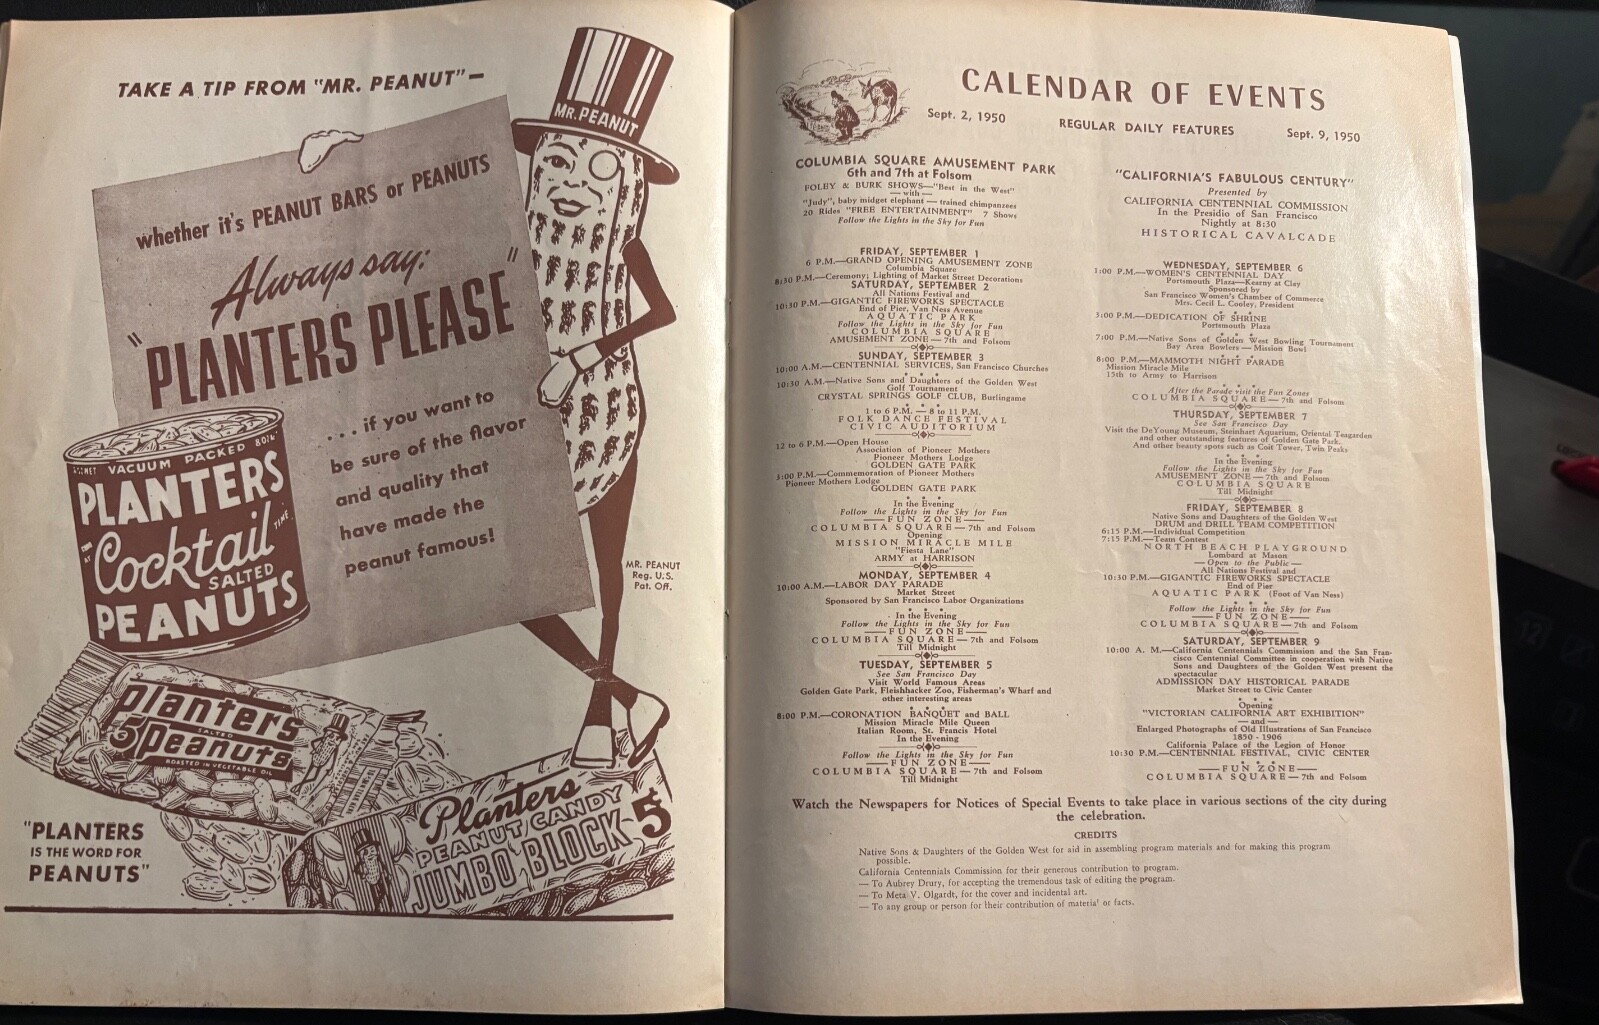 TAKE A TIP FROM "MR. PEANUT"—
MR. PEANUT
whether it's PEANUT BARS or PEANUTS
Always say:
"PLANTERS PLEASE"
... if you want to
be sure of the flavor
and quality that
have made the
peanut famous!
8 OZS. NET VACUUM PACKED 8 OZS.
PLANTERS
Cocktail
SALTED
PEANUTS
MR. PEANUT
Reg. U.S.
Pat. Off.
Planters
SALTED
5¢ Peanuts
ROASTED IN VEGETABLE OIL
Planters
PEANUT CANDY
JUMBO BLOCK 5¢
"PLANTERS
IS THE WORD FOR
PEANUTS"
CALENDAR OF EVENTS
Sept. 2, 1950 REGULAR DAILY FEATURES Sept. 9, 1950
COLUMBIA SQUARE AMUSEMENT PARK
6th and 7th at Folsom
FOLEY & BURK SHOWS—"Best in the West"
— with —
"Judy", baby midget elephant — trained chimpanzees
20 Rides "FREE ENTERTAINMENT" 7 Shows
Follow the Lights in the Sky for Fun
FRIDAY, SEPTEMBER 1
6 P.M.—GRAND OPENING AMUSEMENT ZONE
Columbia Square
8:30 P.M.—Ceremony; Lighting of Market Street Decorations
SATURDAY, SEPTEMBER 2
All Nations Festival and
10:30 P.M.—GIGANTIC FIREWORKS SPECTACLE
End of Pier, Van Ness Avenue
AQUATIC PARK
Follow the Lights in the Sky for Fun
COLUMBIA SQUARE
AMUSEMENT ZONE—7th and Folsom
SUNDAY, SEPTEMBER 3
10:00 A.M.—CENTENNIAL SERVICES, San Francisco Churches
10:30 A.M.—Native Sons and Daughters of the Golden West
Golf Tournament
CRYSTAL SPRINGS GOLF CLUB, Burlingame
1 to 6 P.M. — 8 to 11 P.M.
FOLK DANCE FESTIVAL
CIVIC AUDITORIUM
12 to 6 P.M.—Open House
Association of Pioneer Mothers
Pioneer Mothers Lodge
GOLDEN GATE PARK
3:00 P.M.—Commemoration of Pioneer Mothers
Pioneer Mothers Lodge
GOLDEN GATE PARK
In the Evening
Follow the Lights in the Sky for Fun
—FUN ZONE—
COLUMBIA SQUARE—7th and Folsom
Opening
MISSION MIRACLE MILE
"Fiesta Lane"
ARMY at HARRISON
MONDAY, SEPTEMBER 4
10:00 A.M.—LABOR DAY PARADE
Market Street
Sponsored by San Francisco Labor Organizations
In the Evening
Follow the Lights in the Sky for Fun
—FUN ZONE—
COLUMBIA SQUARE—7th and Folsom
Till Midnight
TUESDAY, SEPTEMBER 5
See San Francisco Day
Visit World Famous Areas
Golden Gate Park, Fleishhacker Zoo, Fisherman's Wharf and
other interesting areas
8:00 P.M.—CORONATION BANQUET and BALL
Mission Miracle Mile Queen
Italian Room, St. Francis Hotel
In the Evening
Follow the Lights in the Sky for Fun
—FUN ZONE—
COLUMBIA SQUARE—7th and Folsom
Till Midnight
"CALIFORNIA'S FABULOUS CENTURY"
Presented by
CALIFORNIA CENTENNIAL COMMISSION
In the Presidio of San Francisco
Nightly at 8:30
HISTORICAL CAVALCADE
WEDNESDAY, SEPTEMBER 6
1:00 P.M.—WOMEN'S CENTENNIAL DAY
Portsmouth Plaza—Kearny at Clay
Sponsored by
San Francisco Women's Chamber of Commerce
Mrs. Cecil L. Cooley, President
3:00 P.M.—DEDICATION OF SHRINE
Portsmouth Plaza
7:00 P.M.—Native Sons of Golden West Bowling Tournament
Bay Area Bowlers—Mission Bowl
8:00 P.M.—MAMMOTH NIGHT PARADE
Mission Miracle Mile
15th to Army to Harrison
After the Parade visit the Fun Zones
COLUMBIA SQUARE—7th and Folsom
THURSDAY, SEPTEMBER 7
See San Francisco Day
Visit the DeYoung Museum, Steinhart Aquarium, Oriental Teagarden
and other outstanding features of Golden Gate Park.
And other beauty spots such as Coit Tower, Twin Peaks
In the Evening
Follow the Lights in the Sky for Fun
AMUSEMENT ZONE—7th and Folsom
COLUMBIA SQUARE
Till Midnight
FRIDAY, SEPTEMBER 8
Native Sons and Daughters of the Golden West
DRUM and DRILL TEAM COMPETITION
6:15 P.M.—Individual Competition
7:15 P.M.—Team Contest
NORTH BEACH PLAYGROUND
Lombard at Mason
— Open to the Public —
All Nations Festival and
10:30 P.M.—GIGANTIC FIREWORKS SPECTACLE
End of Pier
AQUATIC PARK (Foot of Van Ness)
Follow the Lights in the Sky for Fun
—FUN ZONE—
COLUMBIA SQUARE—7th and Folsom
SATURDAY, SEPTEMBER 9
10:00 A. M.—California Centennials Commission and the San Fran-
cisco Centennial Committee in cooperation with Native
Sons and Daughters of the Golden West present the
spectacular
ADMISSION DAY HISTORICAL PARADE
Market Street to Civic Center
Opening
"VICTORIAN CALIFORNIA ART EXHIBITION"
—and—
Enlarged Photographs of Old Illustrations of San Francisco
1850 - 1906
California Palace of the Legion of Honor
10:30 P.M.—CENTENNIAL FESTIVAL, CIVIC CENTER
—FUN ZONE—
COLUMBIA SQUARE—7th and Folsom
Watch the Newspapers for Notices of Special Events to take place in various sections of the city during
the celebration.
CREDITS
Native Sons & Daughters of the Golden West for aid in assembling program materials and for making this program
possible.
California Centennials Commission for their generous contribution to program.
— To Aubrey Drury, for accepting the tremendous task of editing the program.
— To Meta V. Olgardt, for the cover and incidental art.
— To any group or person for their contribution of material or facts.